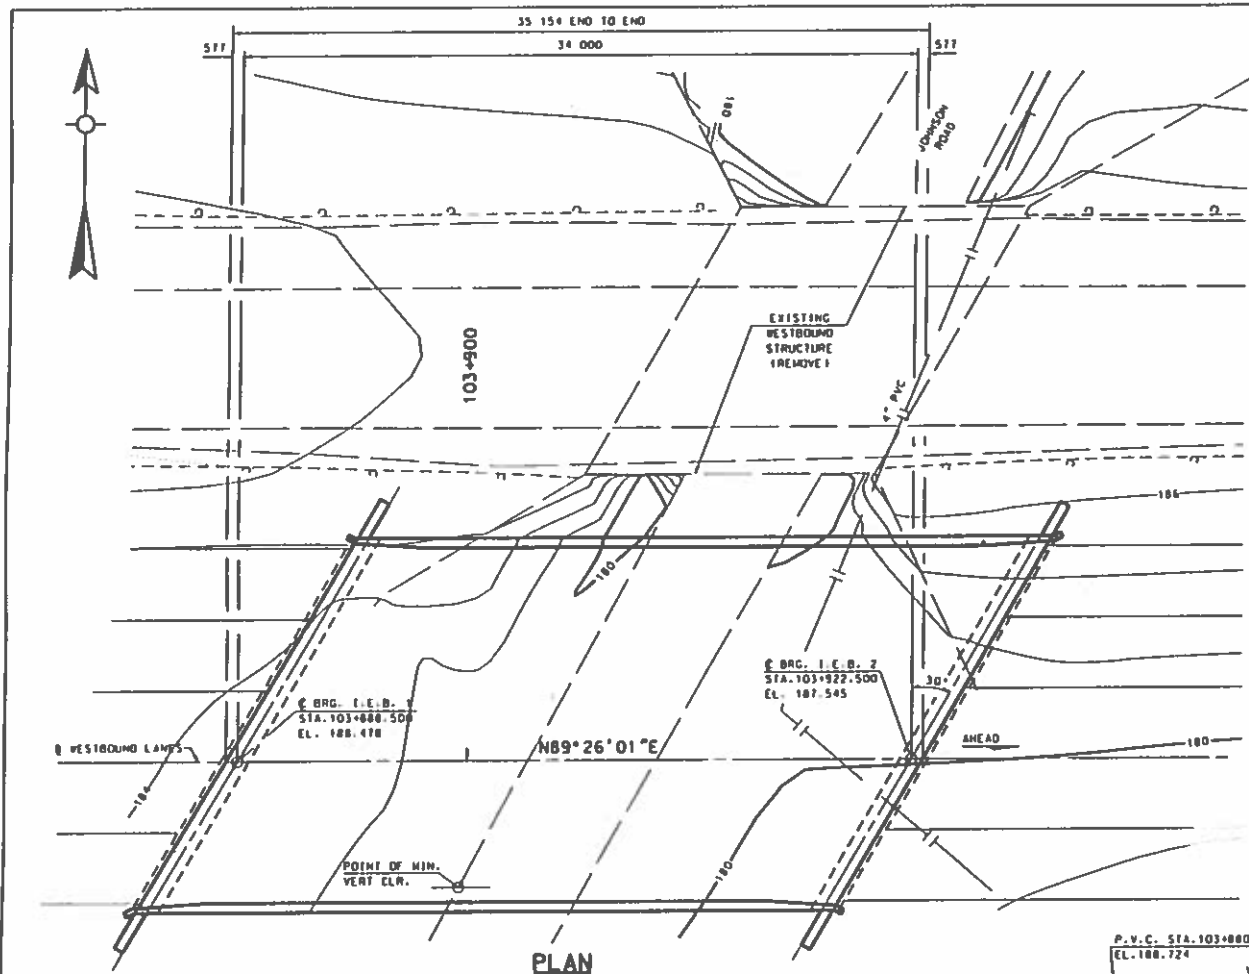 35 154 END TO END
577
34 000
577
180
JOHNSON
ROAD
103+900
EXISTING
WESTBOUND
STRUCTURE
(REMOVE)
4" PVC
186
180
℄ BRG. I.E.B. 1
STA.103+888.500
EL. 188.478
℄ BRG. I.E.B. 2
STA.103+922.500
EL. 187.545
30°
WESTBOUND LANES
N89°26'01"E
AHEAD
180
184
POINT OF MIN.
VERT CLR.
180
PLAN
P.V.C. STA.103+880
EL.188.724